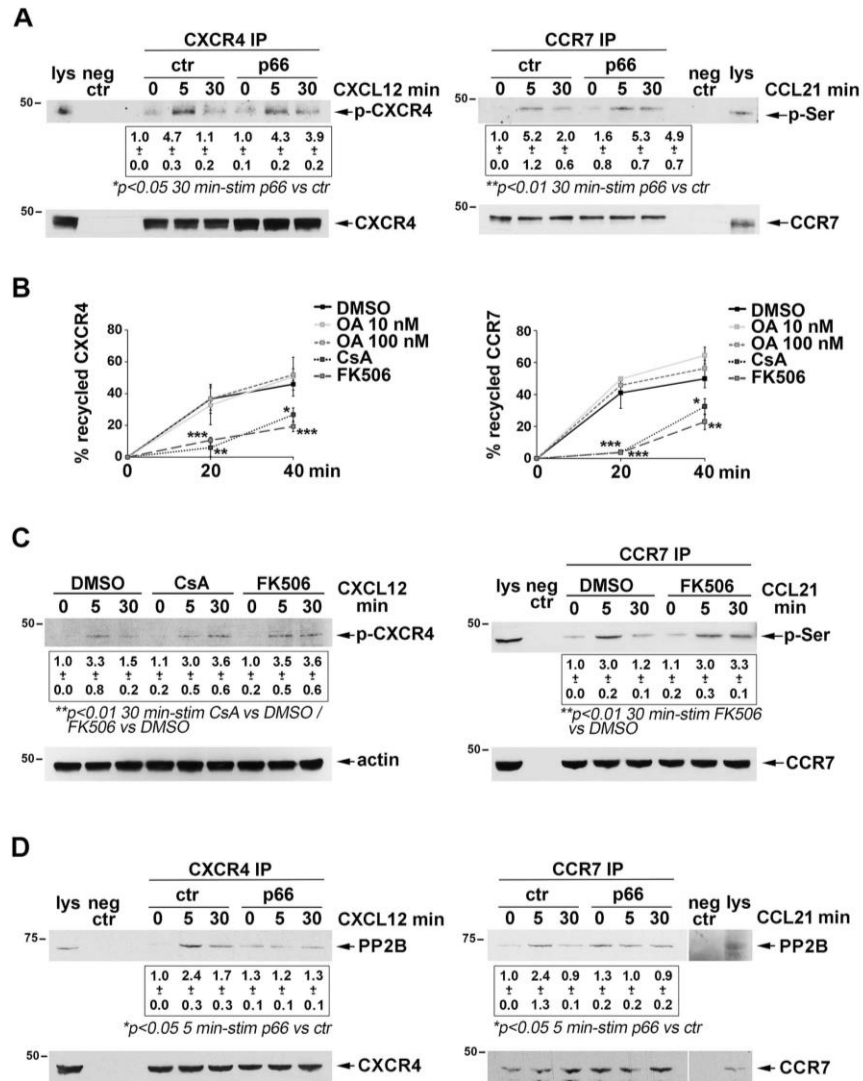 A
CXCR4 IP
lys neg ctr ctr p66
0 5 30 0 5 30 CXCL12 min
50
p-CXCR4
1.0 4.7 1.1 1.0 4.3 3.9
± ± ± ± ± ±
0.0 0.3 0.2 0.1 0.2 0.2
*p<0.05 30 min-stim p66 vs ctr
50
CXCR4
CCR7 IP
ctr p66 neg ctr lys
0 5 30 0 5 30 CCL21 min
50
p-Ser
1.0 5.2 2.0 1.6 5.3 4.9
± ± ± ± ± ±
0.0 1.2 0.6 0.8 0.7 0.7
**p<0.01 30 min-stim p66 vs ctr
50
CCR7
B
% recycled CXCR4
80
60
40
20
0
0 20 40 min
DMSO
OA 10 nM
OA 100 nM
CsA
FK506
***
**
*
***
% recycled CCR7
80
60
40
20
0
0 20 40 min
DMSO
OA 10 nM
OA 100 nM
CsA
FK506
***
***
*
**
C
DMSO CsA FK506 CXCL12
0 5 30 0 5 30 0 5 30 min
50
p-CXCR4
1.0 3.3 1.5 1.1 3.0 3.6 1.0 3.5 3.6
± ± ± ± ± ± ± ± ±
0.0 0.8 0.2 0.2 0.5 0.6 0.2 0.5 0.6
**p<0.01 30 min-stim CsA vs DMSO /
FK506 vs DMSO
50
actin
CCR7 IP
lys neg ctr DMSO FK506 CCL21
0 5 30 0 5 30 min
50
p-Ser
1.0 3.0 1.2 1.1 3.0 3.3
± ± ± ± ± ±
0.0 0.2 0.1 0.2 0.3 0.1
**p<0.01 30 min-stim FK506
vs DMSO
50
CCR7
D
CXCR4 IP
lys neg ctr ctr p66
0 5 30 0 5 30 CXCL12 min
75
PP2B
1.0 2.4 1.7 1.3 1.2 1.3
± ± ± ± ± ±
0.0 0.3 0.3 0.1 0.1 0.1
*p<0.05 5 min-stim p66 vs ctr
50
CXCR4
CCR7 IP
ctr p66 neg ctr lys
0 5 30 0 5 30 CCL21 min
75
PP2B
1.0 2.4 0.9 1.3 1.0 0.9
± ± ± ± ± ±
0.0 1.3 0.1 0.2 0.2 0.2
*p<0.05 5 min-stim p66 vs ctr
50
CCR7